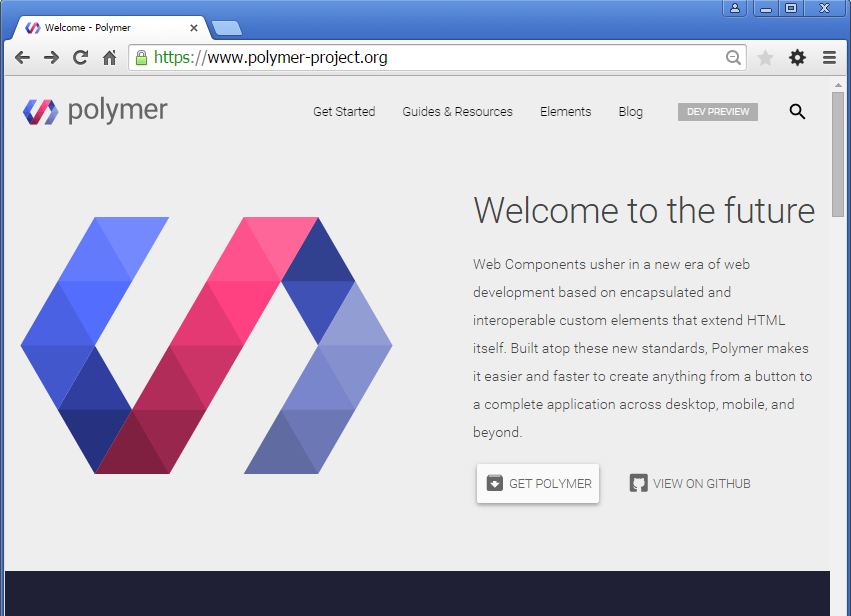 Welcome - Polymer
https://www.polymer-project.org
polymer
Get Started
Guides & Resources
Elements
Blog
DEV PREVIEW
Welcome to the future
Web Components usher in a new era of web
development based on encapsulated and
interoperable custom elements that extend HTML
itself. Built atop these new standards, Polymer makes
it easier and faster to create anything from a button to
a complete application across desktop, mobile, and
beyond.
GET POLYMER
VIEW ON GITHUB